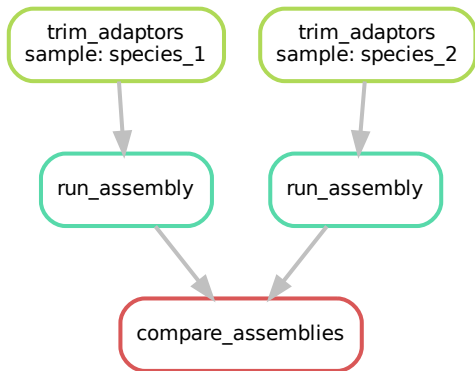 trim_adaptors
sample: species_1
trim_adaptors
sample: species_2
run_assembly
run_assembly
compare_assemblies